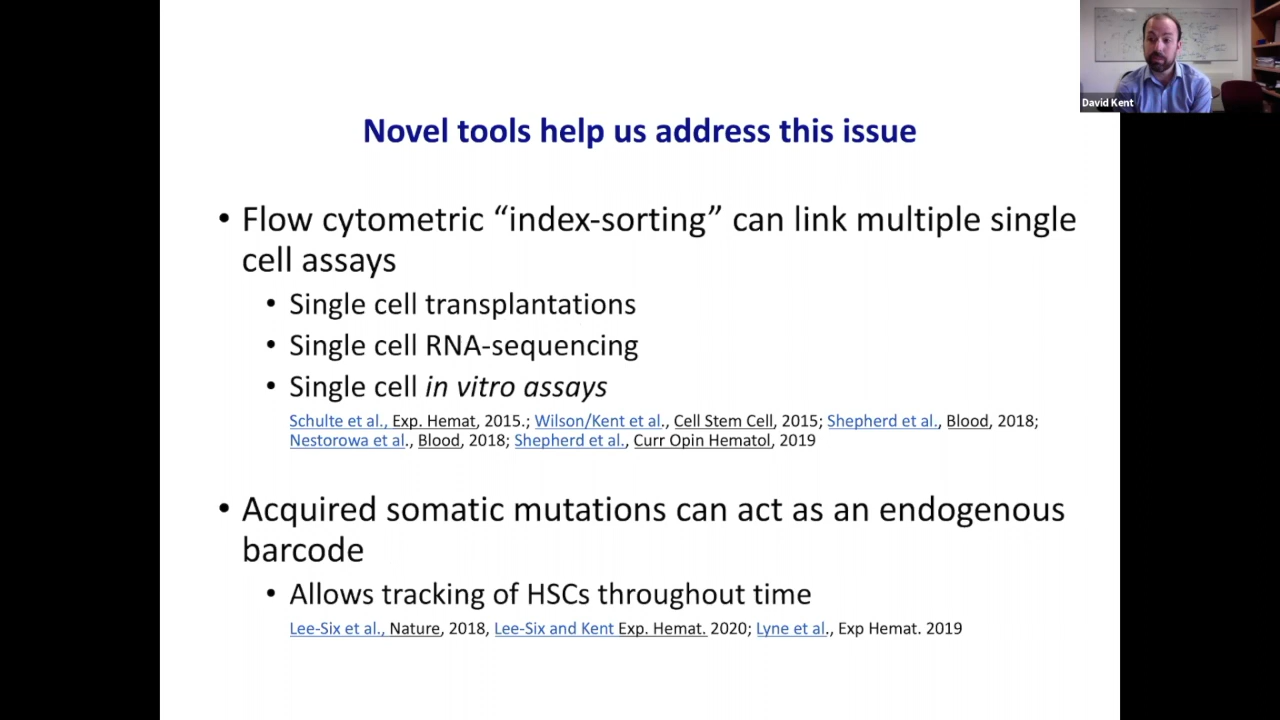 David Kent
Novel tools help us address this issue
• Flow cytometric “index-sorting” can link multiple single
cell assays
• Single cell transplantations
• Single cell RNA-sequencing
• Single cell in vitro assays
Schulte et al., Exp. Hemat, 2015.; Wilson/Kent et al., Cell Stem Cell, 2015; Shepherd et al., Blood, 2018;
Nestorowa et al., Blood, 2018; Shepherd et al., Curr Opin Hematol, 2019
• Acquired somatic mutations can act as an endogenous
barcode
• Allows tracking of HSCs throughout time
Lee-Six et al., Nature, 2018, Lee-Six and Kent Exp. Hemat. 2020; Lyne et al., Exp Hemat. 2019